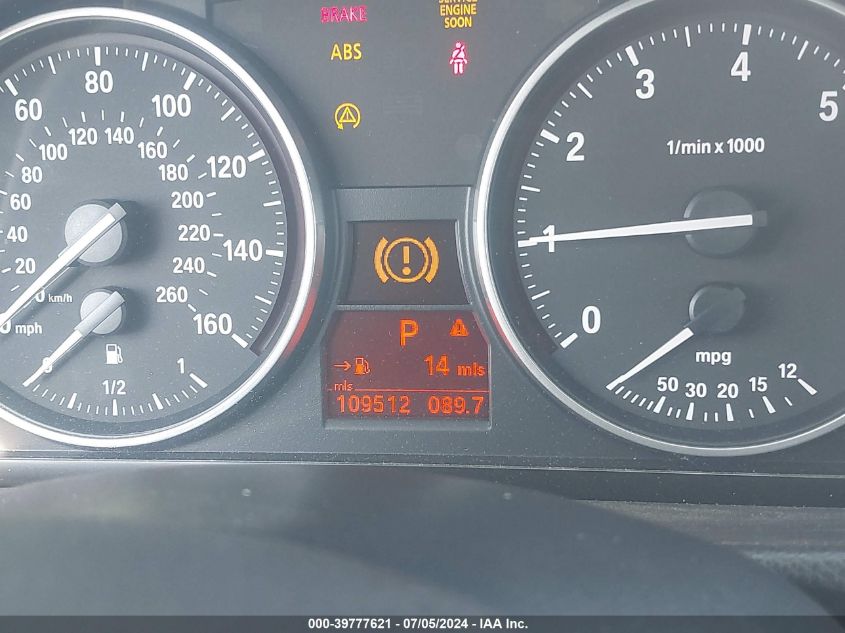 BRAKE
SERVICE
ENGINE
SOON
ABS
60 80 100 120 140 160
20 40 60 80 100 120 140 160 180 200 220 240 260
0 km/h
0 mph
0 1/2 1
0 1 2 3 4 5
1/min x 1000
mpg
50 30 20 15 12
P
14 mls
mls
109512 089.7
000-39777621 - 07/05/2024 - IAA Inc.